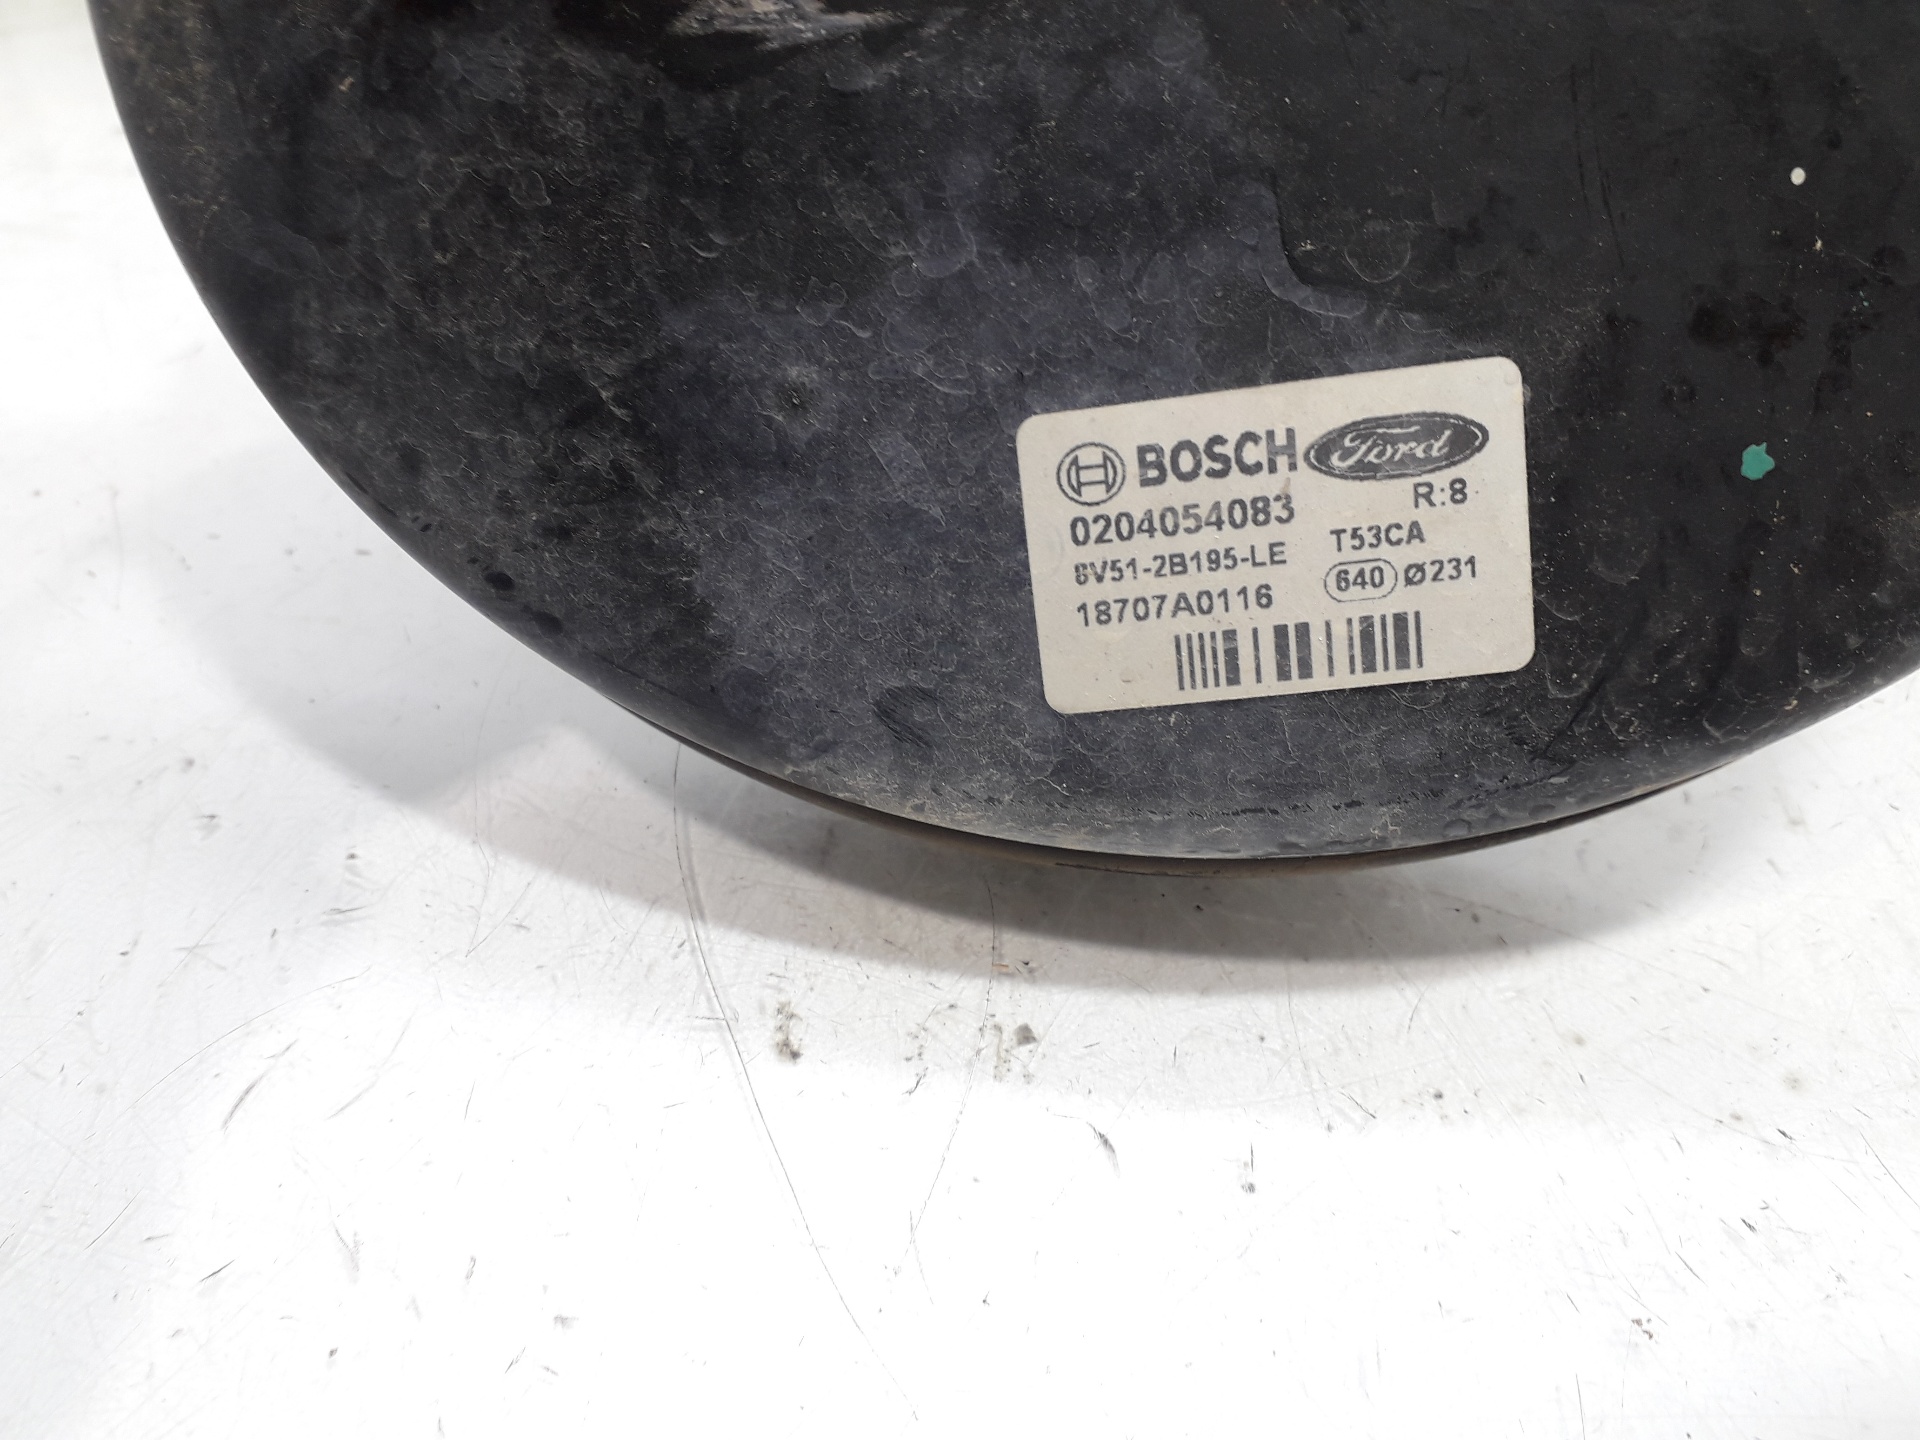 BOSCH Ford
0204054083 R:8
8V51-2B195-LE T53CA
18707A0116 640 Ø231